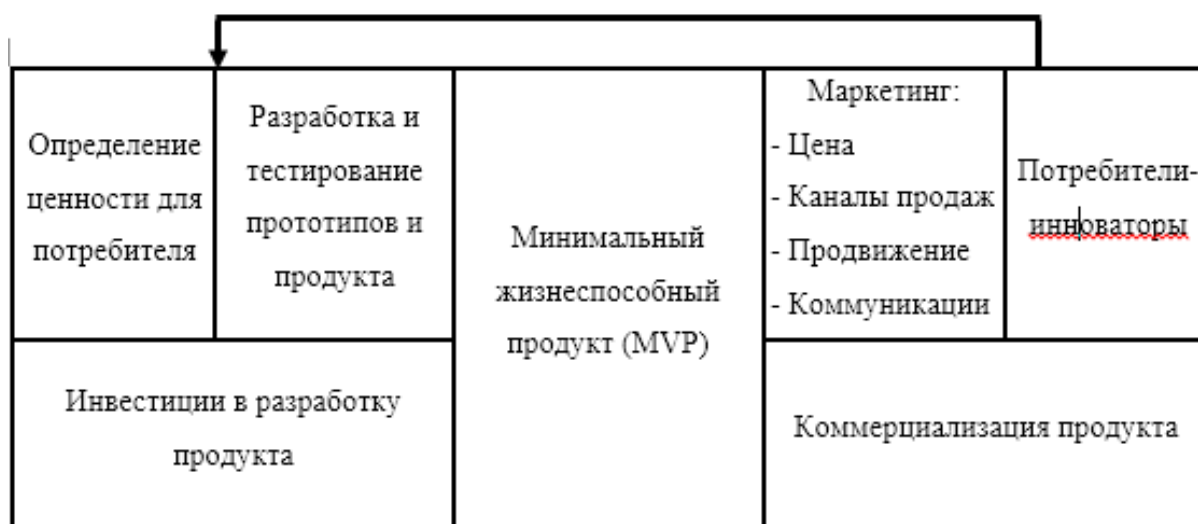 Определение
ценности для
потребителя
Разработка и
тестирование
прототипов и
продукта
Минимальный
жизнеспособный
продукт (MVP)
Маркетинг:
- Цена
- Каналы продаж
- Продвижение
- Коммуникации
Потребители-
инноваторы
Инвестиции в разработку
продукта
Коммерциализация продукта